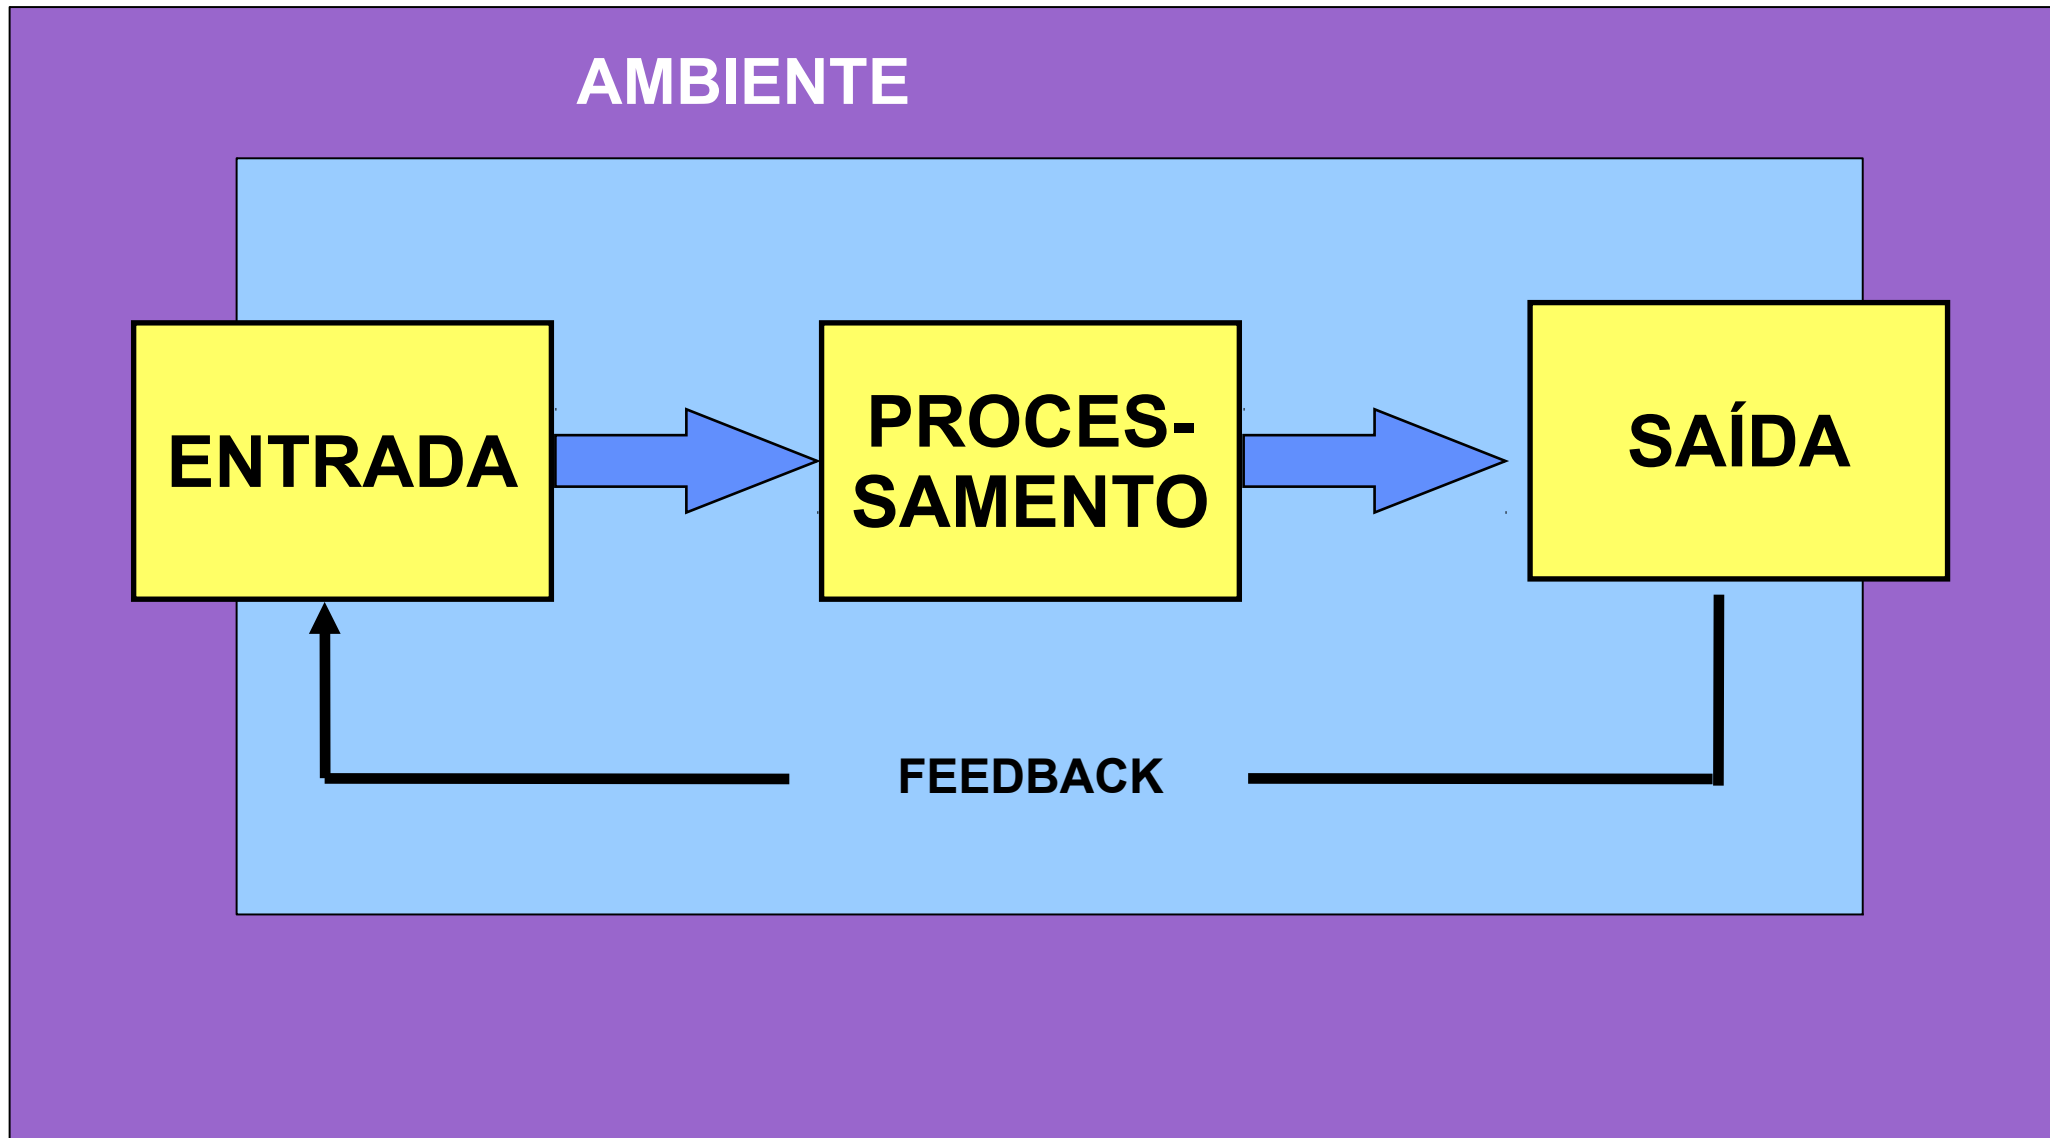 AMBIENTE
ENTRADA
PROCES-
SAMENTO
SAÍDA
FEEDBACK